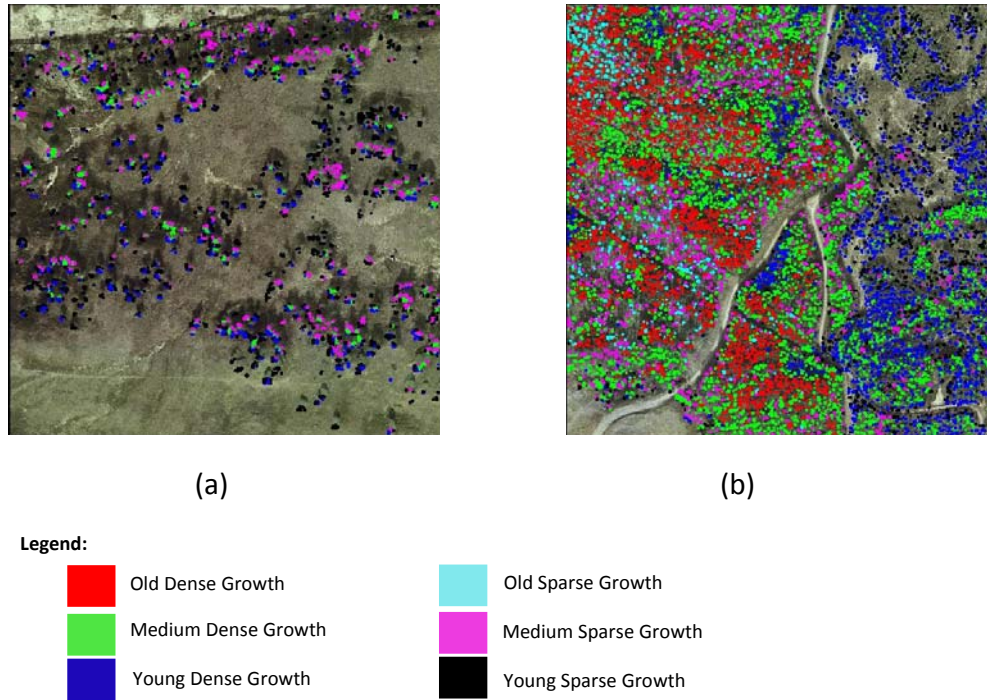 (a)
(b)
Legend:
Old Dense Growth
Old Sparse Growth
Medium Dense Growth
Medium Sparse Growth
Young Dense Growth
Young Sparse Growth